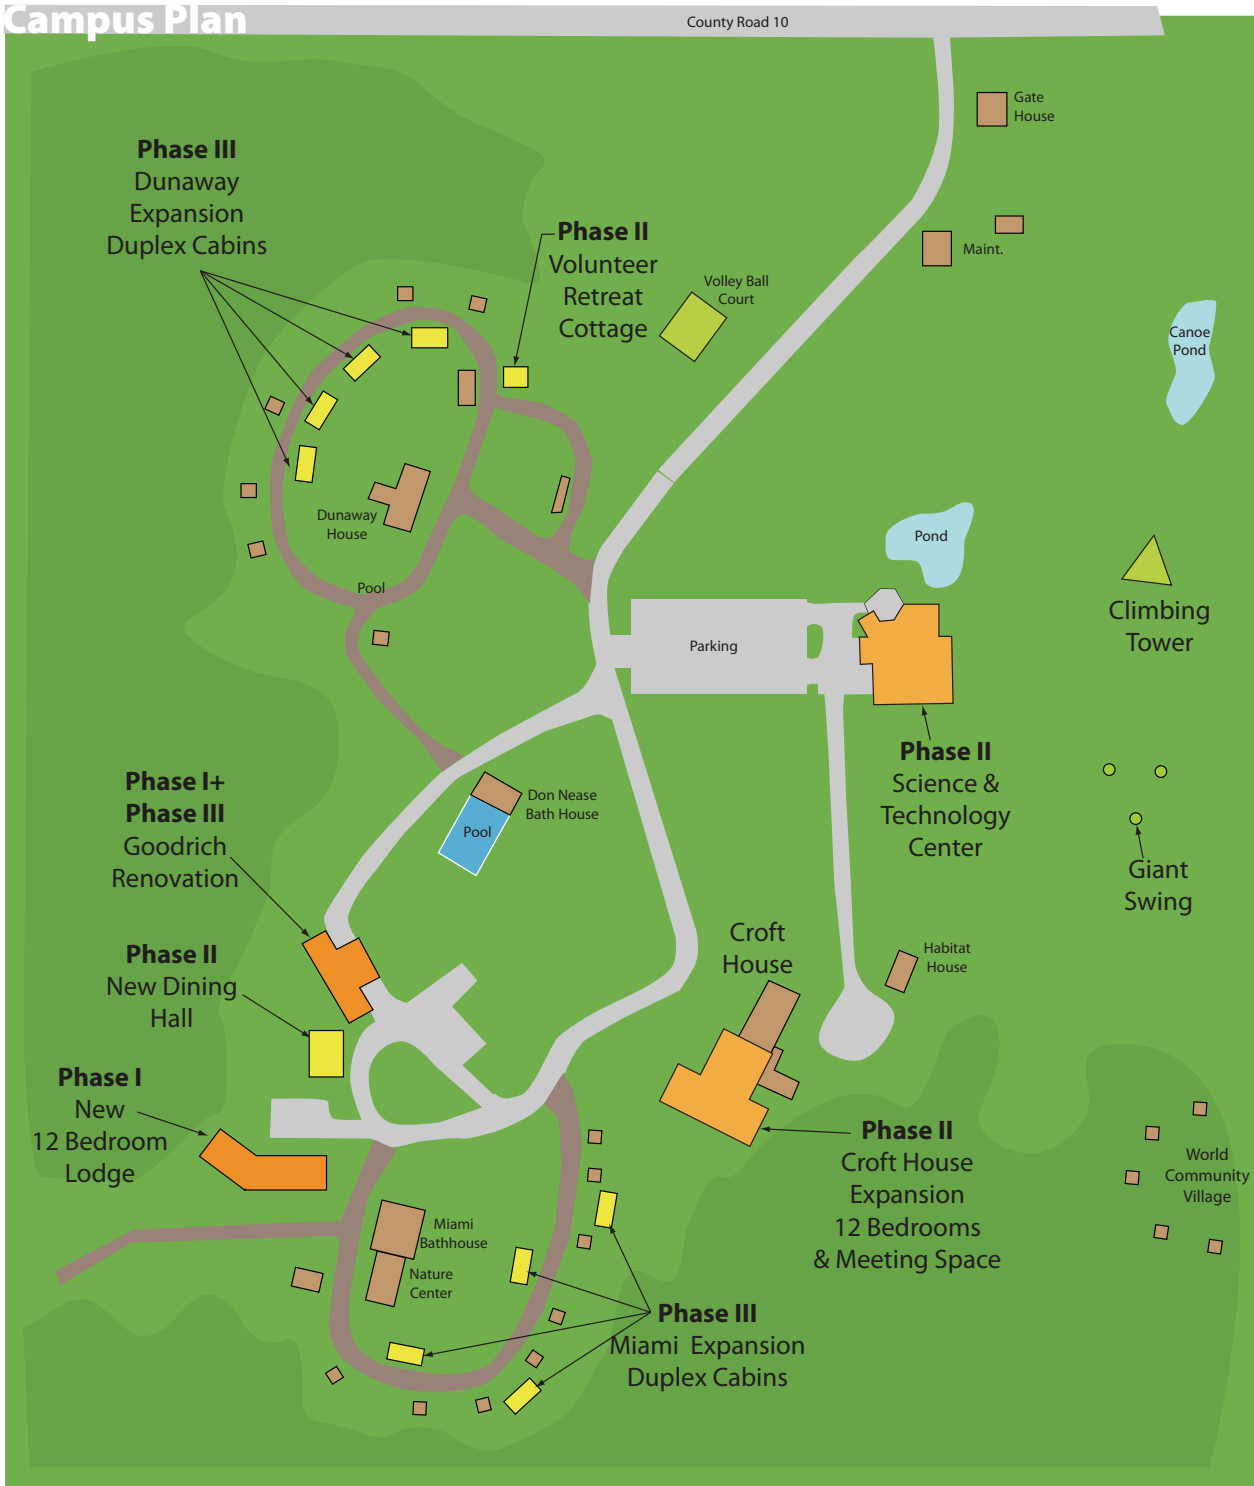 Campus Plan
County Road 10
Gate
House
Phase III
Dunaway
Expansion
Duplex Cabins
Phase II
Volunteer
Retreat
Cottage
Maint.
Volley Ball
Court
Canoe
Pond
Dunaway
House
Pond
Pool
Climbing
Tower
Parking
Phase II
Science &
Technology
Center
Phase I+
Phase III
Goodrich
Renovation
Don Nease
Bath House
Pool
Giant
Swing
Phase II
New Dining
Hall
Croft
House
Habitat
House
Phase I
New
12 Bedroom
Lodge
Phase II
Croft House
Expansion
12 Bedrooms
& Meeting Space
World
Community
Village
Miami
Bathhouse
Nature
Center
Phase III
Miami Expansion
Duplex Cabins